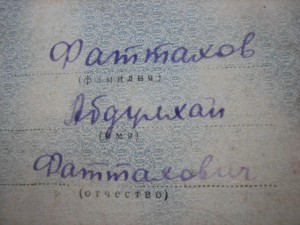 Фаттахов
(фамилия)
Абдулхай
(имя)
Фаттахович
(отчество)